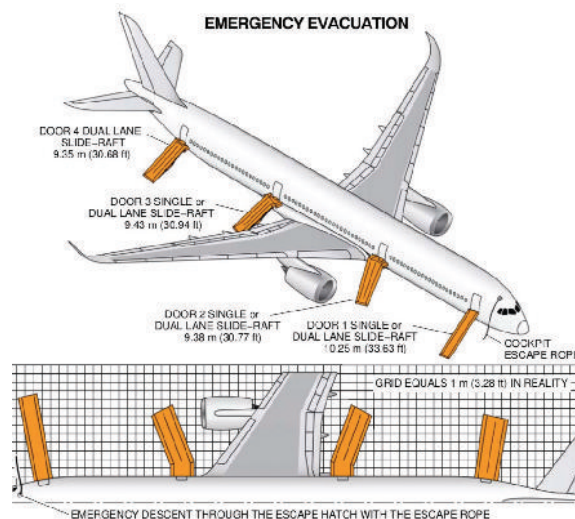 EMERGENCY EVACUATION
DOOR 4 DUAL LANE
SLIDE-RAFT
9.35 m (30.68 ft)
DOOR 3 SINGLE or
DUAL LANE SLIDE-RAFT
9.43 m (30.94 ft)
DOOR 2 SINGLE or
DUAL LANE SLIDE-RAFT
9.38 m (30.77 ft)
DOOR 1 SINGLE or
DUAL LANE SLIDE-RAFT
10.25 m (33.63 ft)
COCKPIT
ESCAPE ROPE
GRID EQUALS 1 m (3.28 ft) IN REALITY
EMERGENCY DESCENT THROUGH THE ESCAPE HATCH WITH THE ESCAPE ROPE